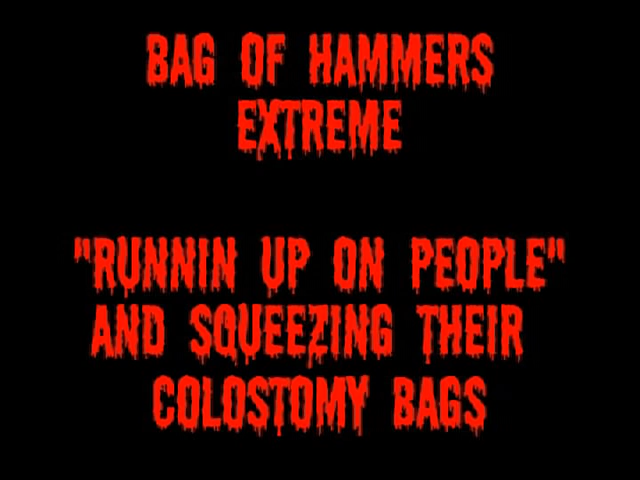 BAG OF HAMMERS
EXTREME
"RUNNIN UP ON PEOPLE"
AND SQUEEZING THEIR
COLOSTOMY BAGS